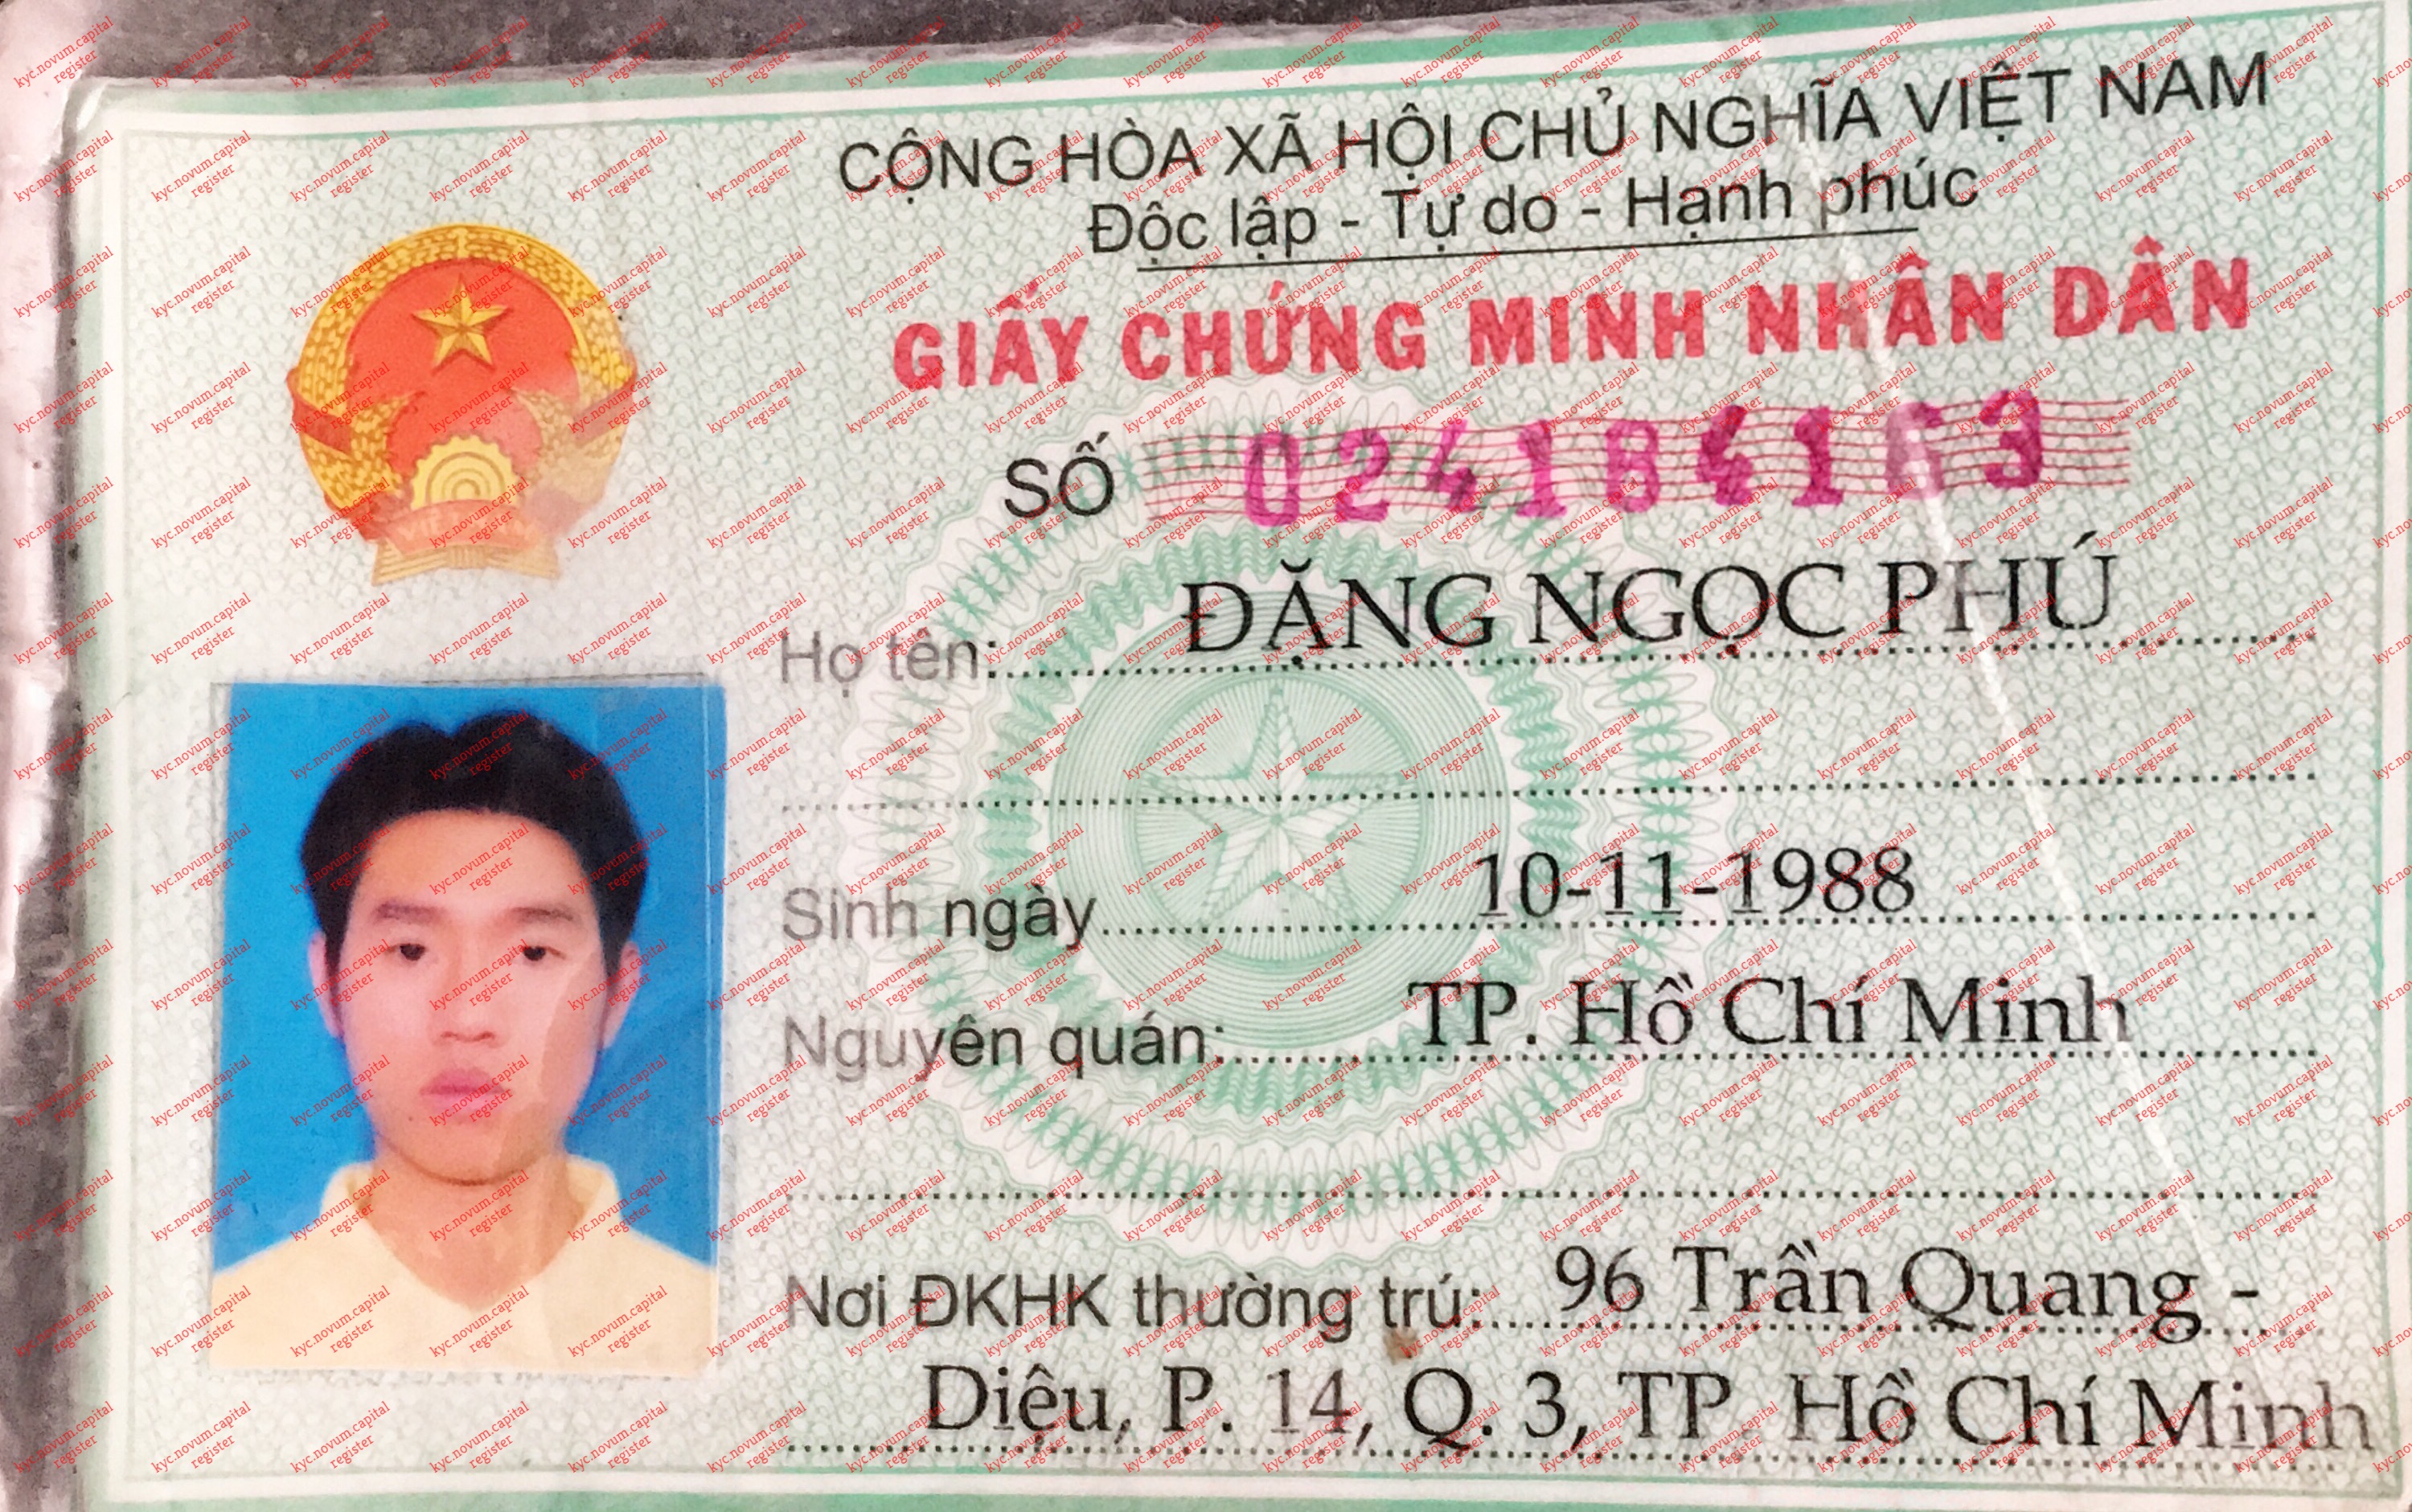 CỘNG HÒA XÃ HỘI CHỦ NGHĨA VIỆT NAM
Độc lập - Tự do - Hạnh phúc
GIẤY CHỨNG MINH NHÂN DÂN
SỐ
Họ tên: ĐẶNG NGỌC PHÚ
Sinh ngày 10-11-1988
Nguyên quán: TP. Hồ Chí Minh
Nơi ĐKHK thường trú: 96 Trần Quang -
Diệu, P. 14, Q. 3, TP. Hồ Chí Minh
kyc.novum.capital
register